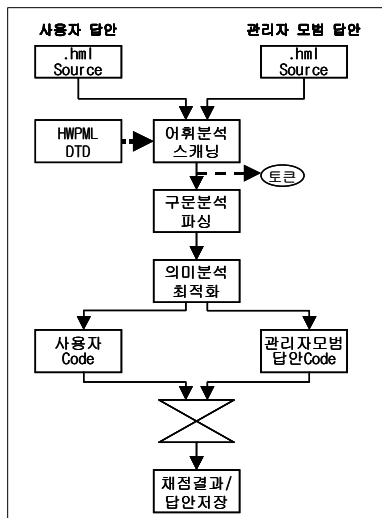 사용자 답안
관리자 모범 답안
.hml
Source
.hml
Source
HWPML
DTD
어휘분석
스캐닝
토큰
구문분석
파싱
의미분석
최적화
사용자
Code
관리자모범
답안Code
채점결과/
답안저장